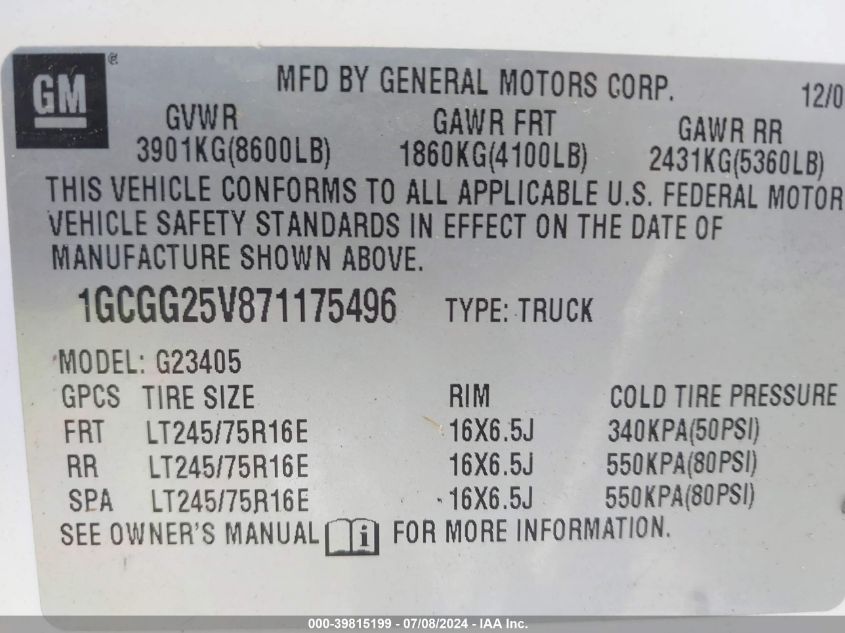 GM ®
MFD BY GENERAL MOTORS CORP. 12/0
GVWR GAWR FRT GAWR RR
3901KG(8600LB) 1860KG(4100LB) 2431KG(5360LB)
THIS VEHICLE CONFORMS TO ALL APPLICABLE U.S. FEDERAL MOTOR
VEHICLE SAFETY STANDARDS IN EFFECT ON THE DATE OF
MANUFACTURE SHOWN ABOVE.
1GCGG25V871175496 TYPE: TRUCK
MODEL: G23405
GPCS TIRE SIZE RIM COLD TIRE PRESSURE
FRT LT245/75R16E 16X6.5J 340KPA(50PSI)
RR LT245/75R16E 16X6.5J 550KPA(80PSI)
SPA LT245/75R16E 16X6.5J 550KPA(80PSI)
SEE OWNER'S MANUAL i FOR MORE INFORMATION.
000-39815199 - 07/08/2024 - IAA Inc.